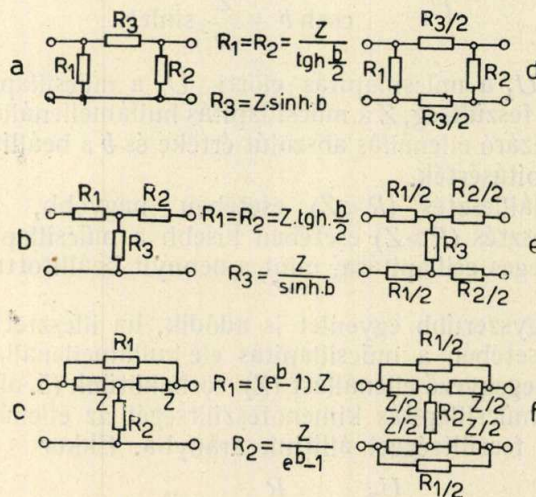 R₃ R₃/2
a R₁ R₂ R₁=R₂= Z / tgh b/2 R₁ R₂ d
R₃=Z·sinh·b R₃/2
R₁ R₂ R₁=R₂=Z.tgh.b/2 R₁/2 R₂/2
b R₃ R₃ e
R₃= Z / sinh.b R₁/2 R₂/2
R₁ R₁/2
Z Z R₁=(eᵇ-1).Z Z/2 Z/2
c R₂ R₂ f
Z/2 Z/2
R₂= Z / eᵇ-1 R₁/2